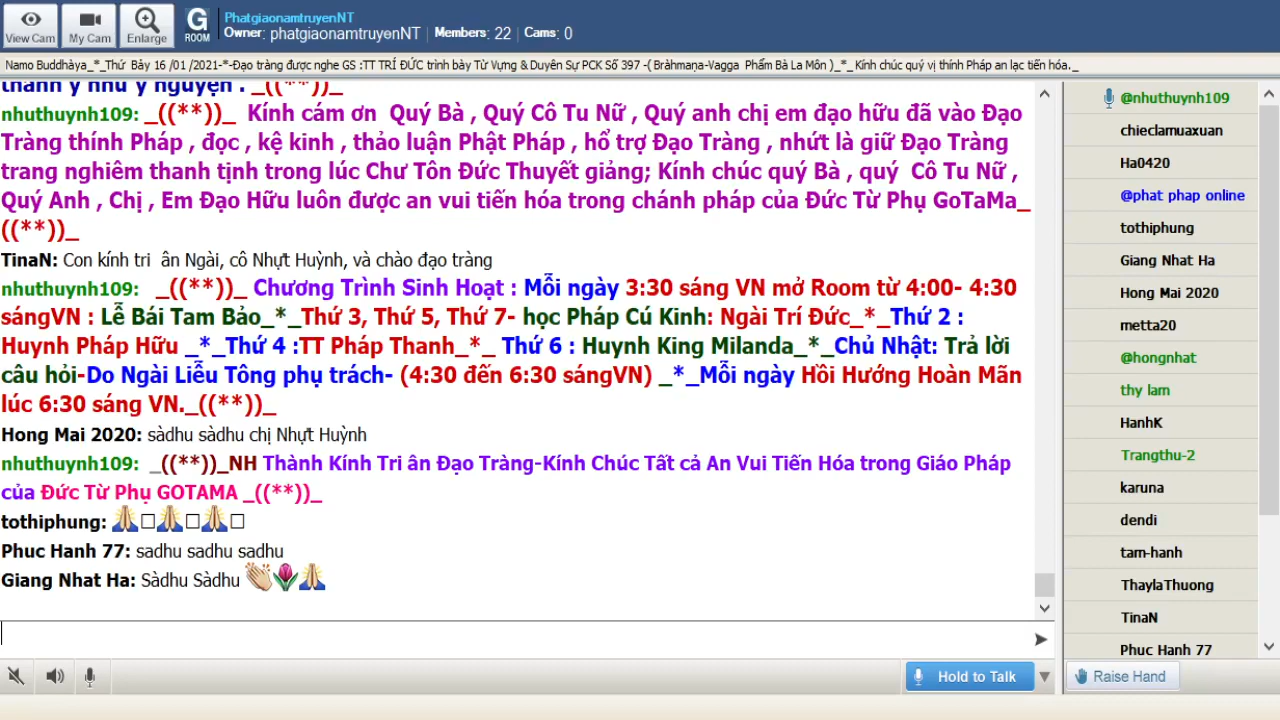 View Cam
My Cam
Enlarge
G
ROOM
PhatgiaonamtruyenNT
Owner: phatgiaonamtruyenNT | Members: 22 | Cams: 0
Namo Buddhàya_*_Thứ Bảy 16 /01 /2021-*-Đạo tràng được nghe GS :TT TRÍ ĐỨC trình bày Từ Vựng & Duyên Sự PCK Số 397 -( Bràhmaṇa-Vagga Phẩm Bà La Môn )_*_ Kính chúc quý vị thính Pháp an lạc tiến hóa._
thành ý như ý nguyện . _((**))_
nhuthuynh109: _((**))_ Kính cám ơn Quý Bà , Quý Cô Tu Nữ , Quý anh chị em đạo hữu đã vào Đạo
Tràng thính Pháp , đọc , kệ kinh , thảo luận Phật Pháp , hổ trợ Đạo Tràng , nhứt là giữ Đạo Tràng
trang nghiêm thanh tịnh trong lúc Chư Tôn Đức Thuyết giảng; Kính chúc quý Bà , quý Cô Tu Nữ ,
Quý Anh , Chị , Em Đạo Hữu luôn được an vui tiến hóa trong chánh pháp của Đức Từ Phụ GoTaMa_
((**))_
TinaN: Con kính tri ân Ngài, cô Nhựt Huỳnh, và chào đạo tràng
nhuthuynh109: _((**))_ Chương Trình Sinh Hoạt : Mỗi ngày 3:30 sáng VN mở Room từ 4:00- 4:30
sángVN : Lễ Bái Tam Bảo_*_Thứ 3, Thứ 5, Thứ 7- học Pháp Cú Kinh: Ngài Trí Đức_*_Thứ 2 :
Huynh Pháp Hữu _*_Thứ 4 :TT Pháp Thanh_*_ Thứ 6 : Huynh King Milanda_*_Chủ Nhật: Trả lời
câu hỏi-Do Ngài Liễu Tông phụ trách- (4:30 đến 6:30 sángVN) _*_Mỗi ngày Hồi Hướng Hoàn Mãn
lúc 6:30 sáng VN._((**))_
Hong Mai 2020: sàdhu sàdhu chị Nhựt Huỳnh
nhuthuynh109: _((**))_NH Thành Kính Tri ân Đạo Tràng-Kính Chúc Tất cả An Vui Tiến Hóa trong Giáo Pháp
của Đức Từ Phụ GOTAMA _((**))_
tothiphung: 🙏□🙏□🙏□
Phuc Hanh 77: sadhu sadhu sadhu
Giang Nhat Ha: Sàdhu Sàdhu 👏🌷🙏
@nhuthuynh109
chieclamuaxuan
Ha0420
@phat phap online
tothiphung
Giang Nhat Ha
Hong Mai 2020
metta20
@hongnhat
thy lam
HanhK
Trangthu-2
karuna
dendi
tam-hanh
ThaylaThuong
TinaN
Phuc Hanh 77
Hold to Talk
Raise Hand